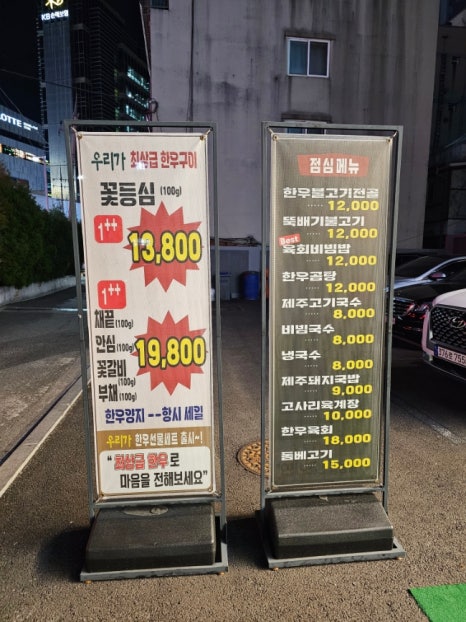 KB손해보험
LOTTE
우리가 최상급 한우구이
꽃등심 (100g)
1++
13,800
1++
채끝 (100g)
안심 (100g)
꽃갈비 (100g)
부채 (100g)
19,800
한우양지 -- 항시 세일
우리가 한우선물세트 출시~!
"최상급 한우로
마음을 전해보세요"
점심메뉴
한우불고기전골
····· 12,000
뚝배기불고기
····· 12,000
Best
육회비빔밥
····· 12,000
한우곰탕
····· 12,000
제주고기국수
····· 8,000
비빔국수
····· 8,000
냉국수
····· 8,000
제주돼지국밥
····· 9,000
고사리육계장
····· 10,000
한우육회
····· 18,000
돔베고기
····· 15,000